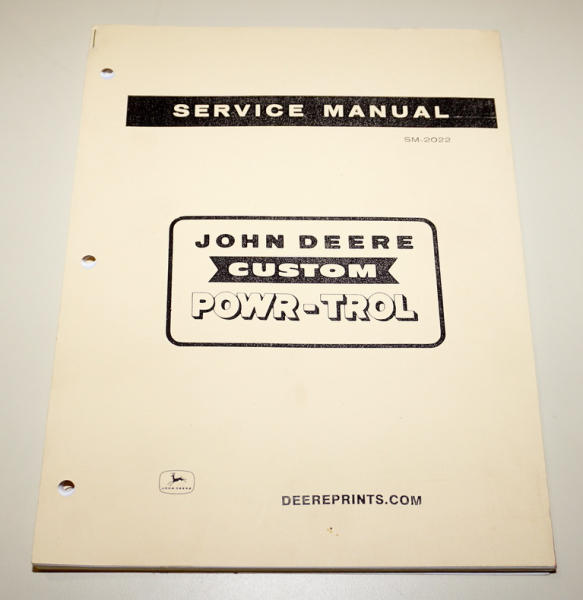 SERVICE MANUAL
SM-2022
JOHN DEERE
CUSTOM
POWR-TROL
JOHN DEERE
DEEREPRINTS.COM